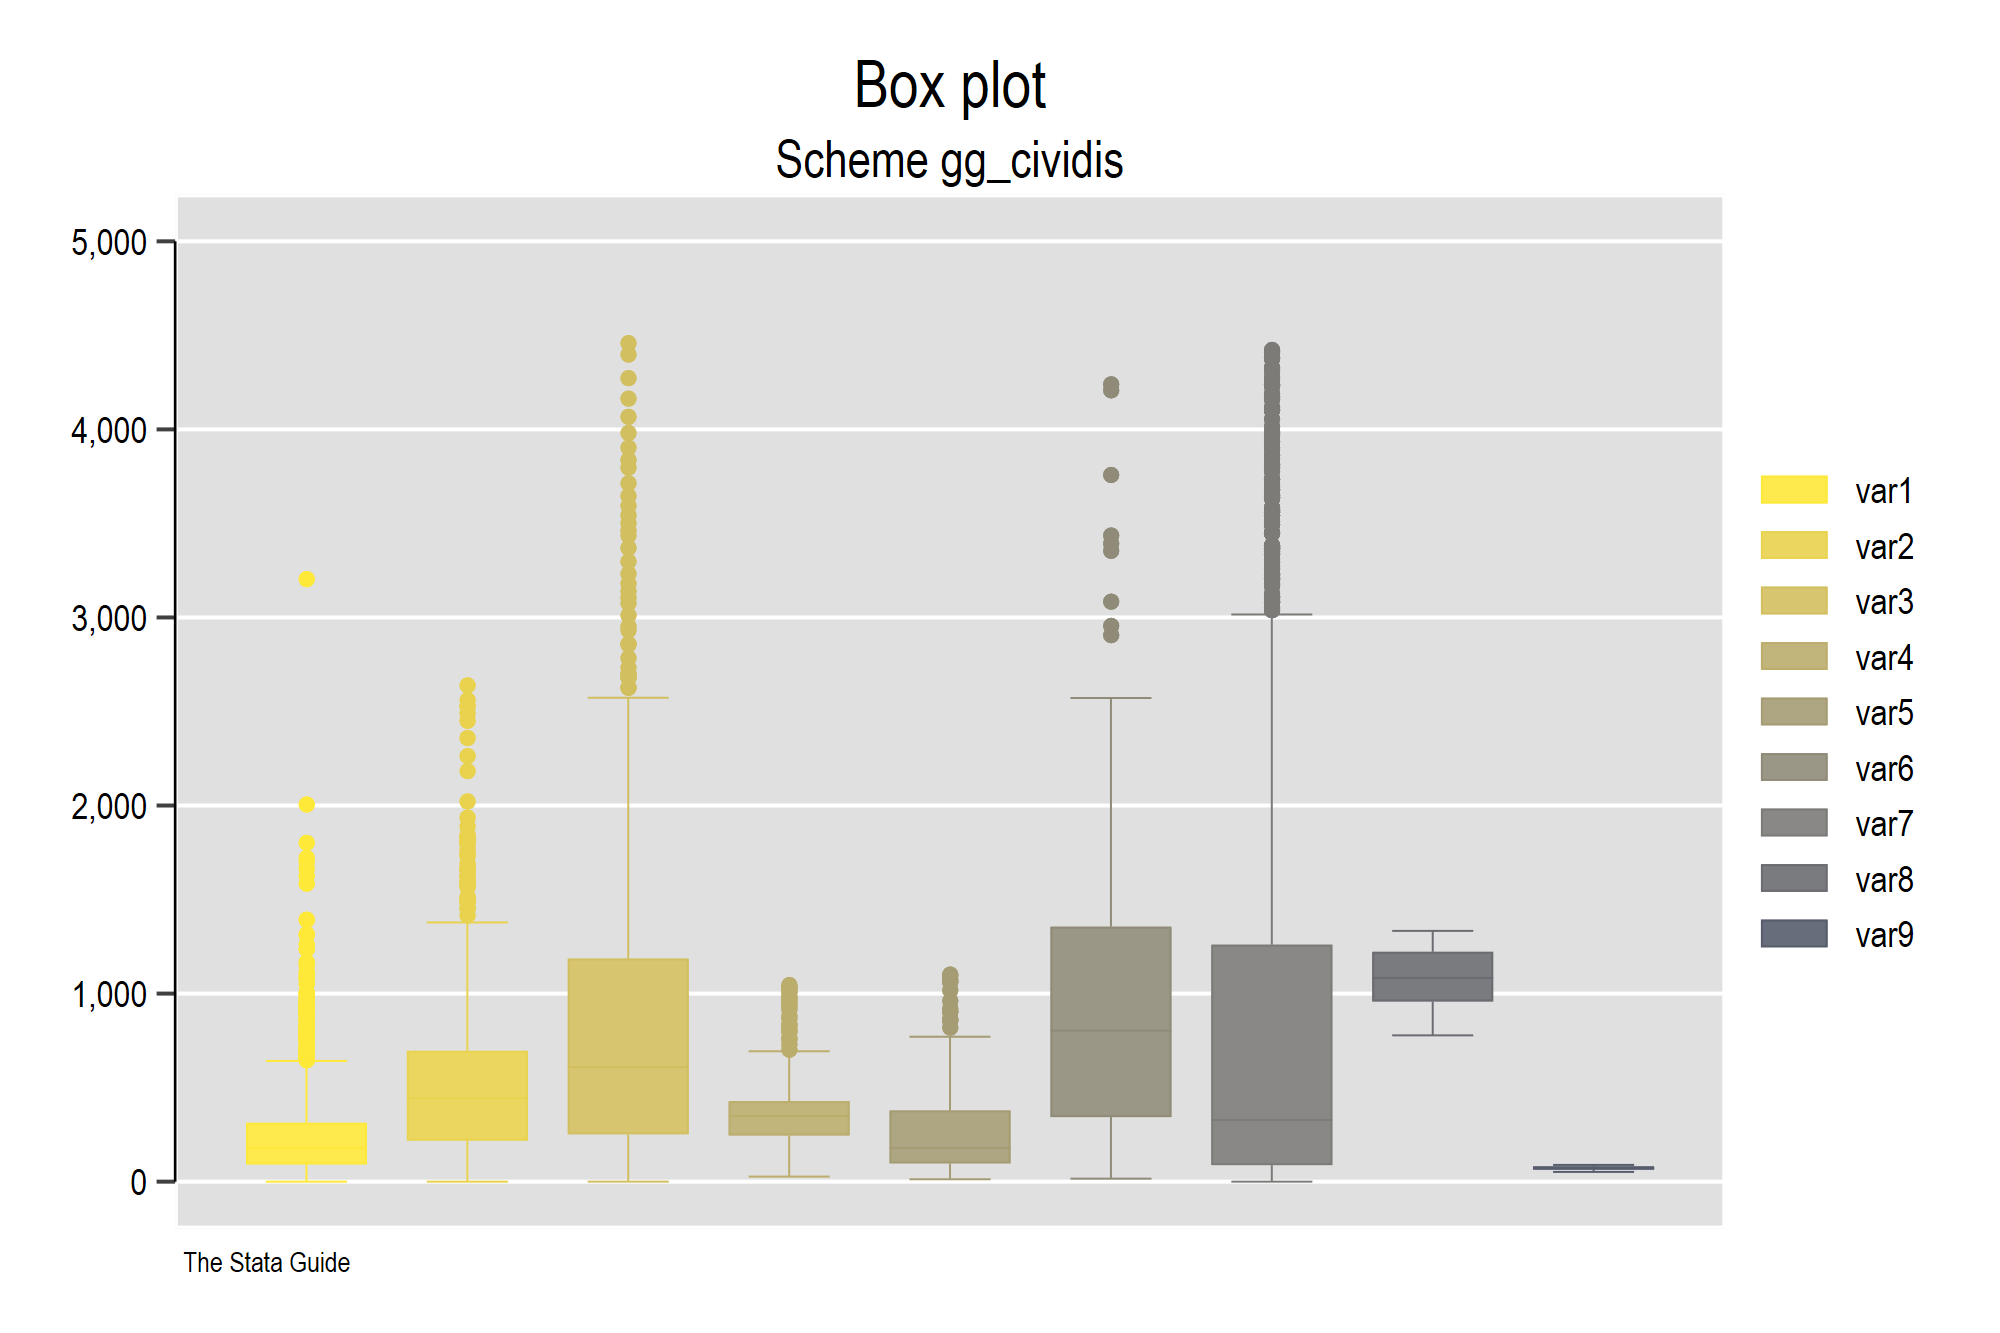 Box plot
Scheme gg_cividis
5,000
4,000
3,000
2,000
1,000
0
var1
var2
var3
var4
var5
var6
var7
var8
var9
The Stata Guide